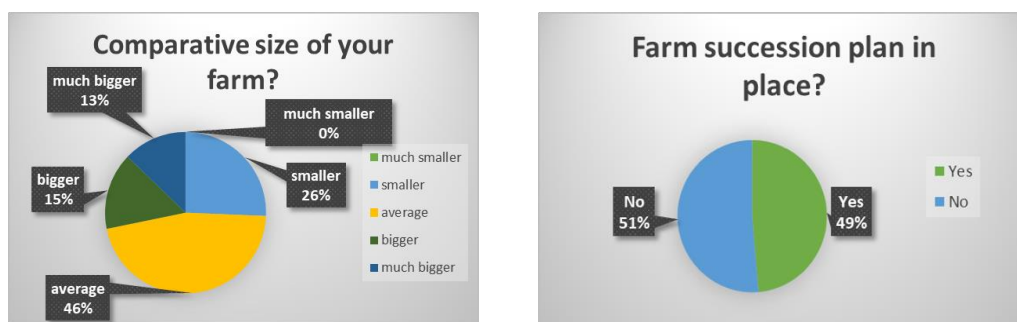 Comparative size of your
farm?
much bigger
13%
much smaller
0%
smaller
26%
bigger
15%
average
46%
much smaller
smaller
average
bigger
much bigger
Farm succession plan in
place?
No
51%
Yes
49%
Yes
No